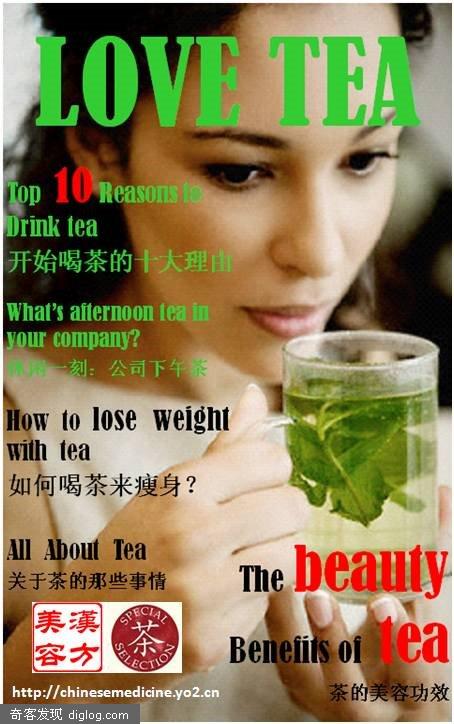 LOVE TEA
Top 10 Reasons to
Drink tea
开始喝茶的十大理由
What's afternoon tea in
your company?
休闲一刻：公司下午茶
How to lose weight
with tea
如何喝茶来瘦身？
All About Tea
关于茶的那些事情
The beauty
Benefits of tea
茶的美容功效
美 漢
容 方
SPECIAL
茶
SELECTION
http://chinesemedicine.yo2.cn
奇客发现 diglog.com